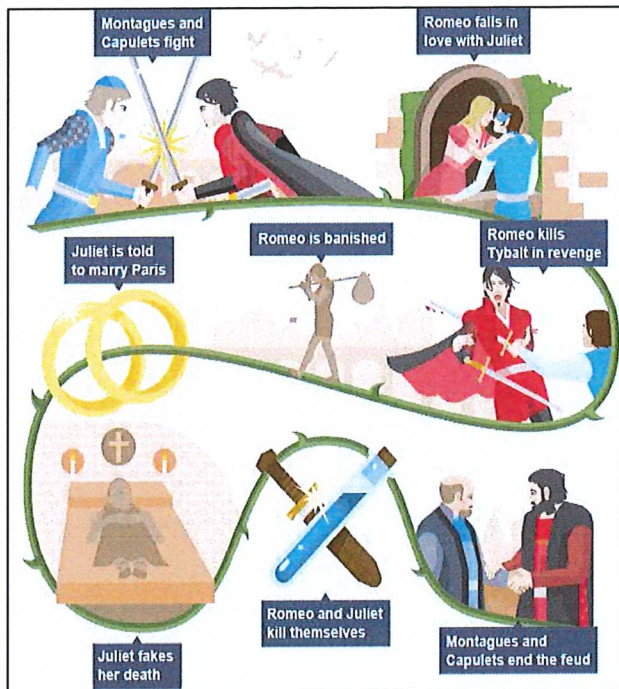 Montagues and
Capulets fight
Romeo falls in
love with Juliet
Romeo kills
Tybalt in revenge
Romeo is banished
Juliet is told
to marry Paris
Juliet fakes
her death
Romeo and Juliet
kill themselves
Montagues and
Capulets end the feud